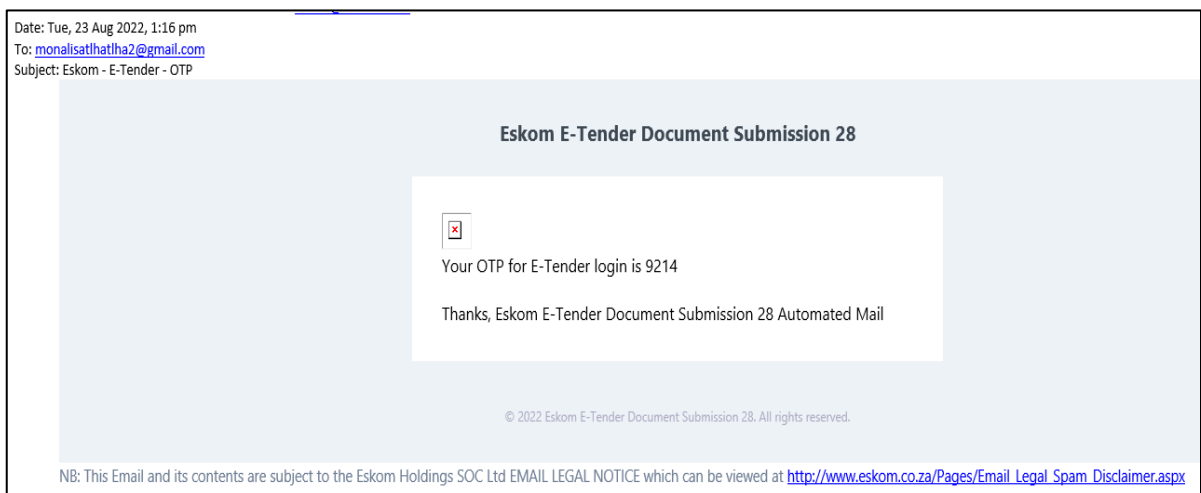 Date: Tue, 23 Aug 2022, 1:16 pm
To: monalisatlhatlha2@gmail.com
Subject: Eskom - E-Tender - OTP
Eskom E-Tender Document Submission 28
Your OTP for E-Tender login is 9214
Thanks, Eskom E-Tender Document Submission 28 Automated Mail
© 2022 Eskom E-Tender Document Submission 28. All rights reserved.
NB: This Email and its contents are subject to the Eskom Holdings SOC Ltd EMAIL LEGAL NOTICE which can be viewed at http://www.eskom.co.za/Pages/Email_Legal_Spam_Disclaimer.aspx